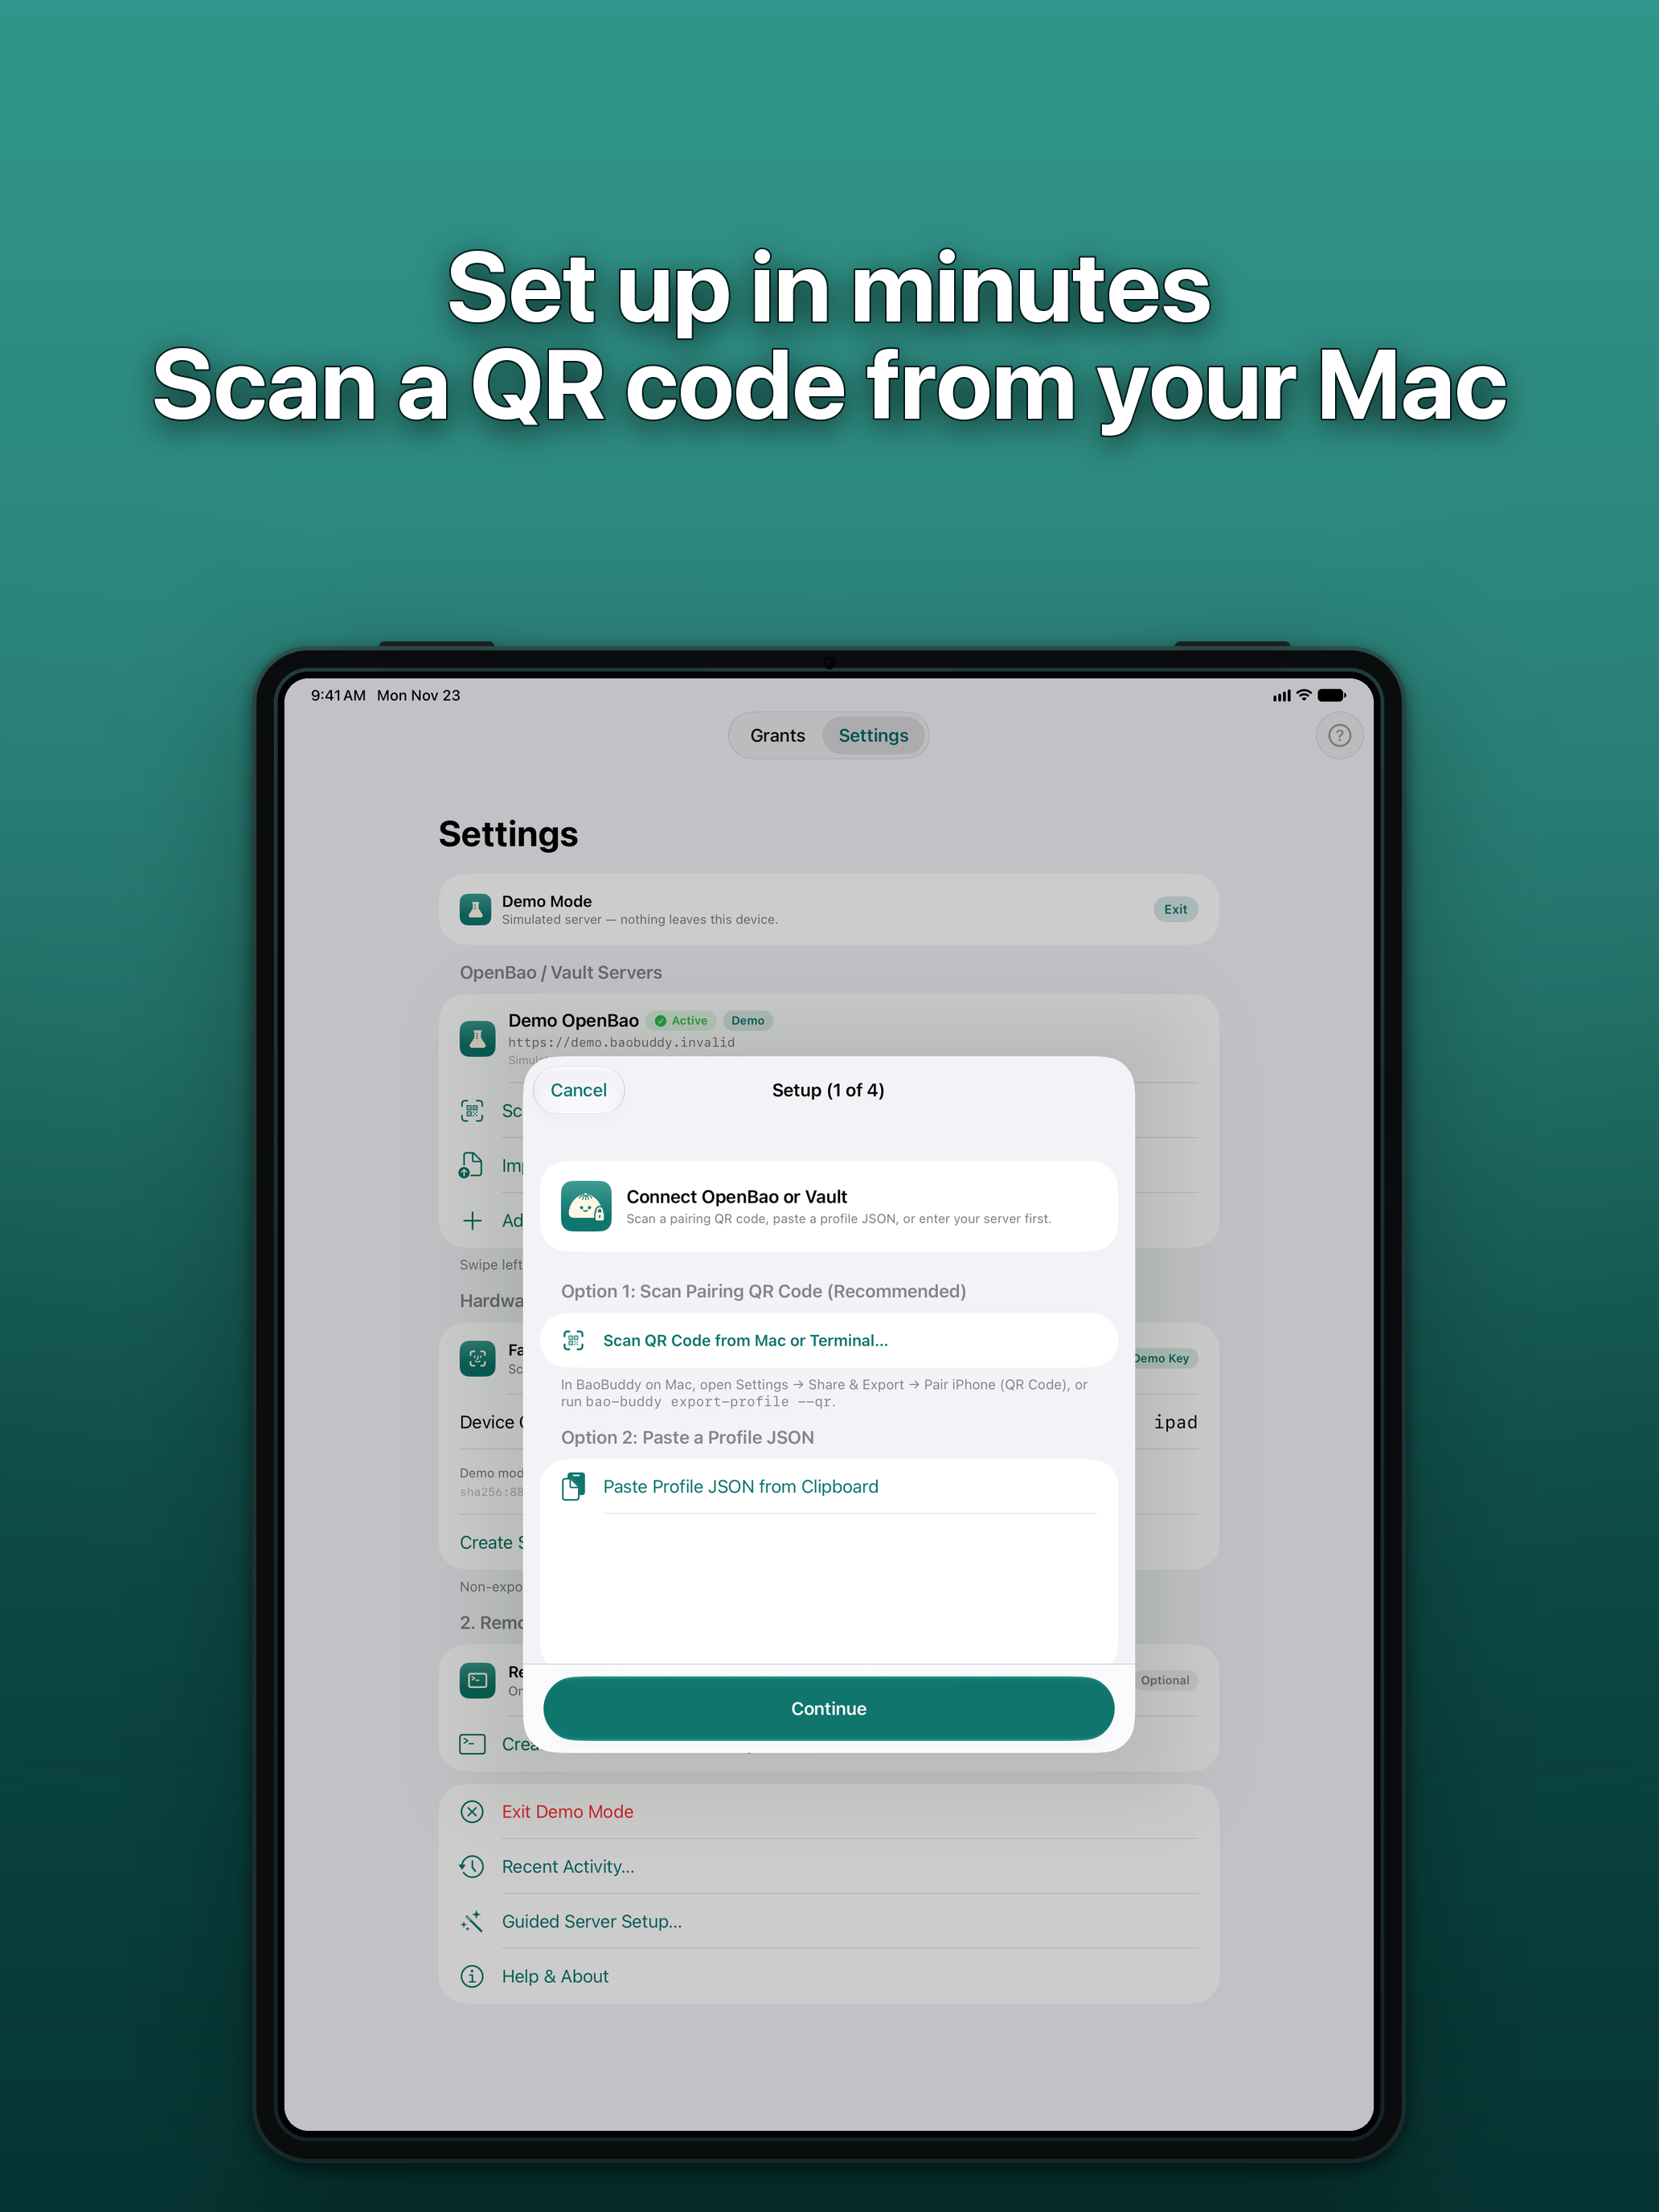 Set up in minutes
Scan a QR code from your Mac
9:41 AM Mon Nov 23
Grants Settings
Settings
Demo Mode
Simulated server — nothing leaves this device.
Exit
OpenBao / Vault Servers
Demo OpenBao Active Demo
https://demo.baobuddy.invalid
Cancel
Setup (1 of 4)
Connect OpenBao or Vault
Scan a pairing QR code, paste a profile JSON, or enter your server first.
Swipe left
Option 1: Scan Pairing QR Code (Recommended)
Scan QR Code from Mac or Terminal...
Demo Key
In BaoBuddy on Mac, open Settings → Share & Export → Pair iPhone (QR Code), or
run bao-buddy export-profile --qr.
Device
ipad
Option 2: Paste a Profile JSON
Paste Profile JSON from Clipboard
Demo mod
sha256:88
Create S
Non-expo
2. Remo
Optional
Continue
Exit Demo Mode
Recent Activity...
Guided Server Setup...
Help & About